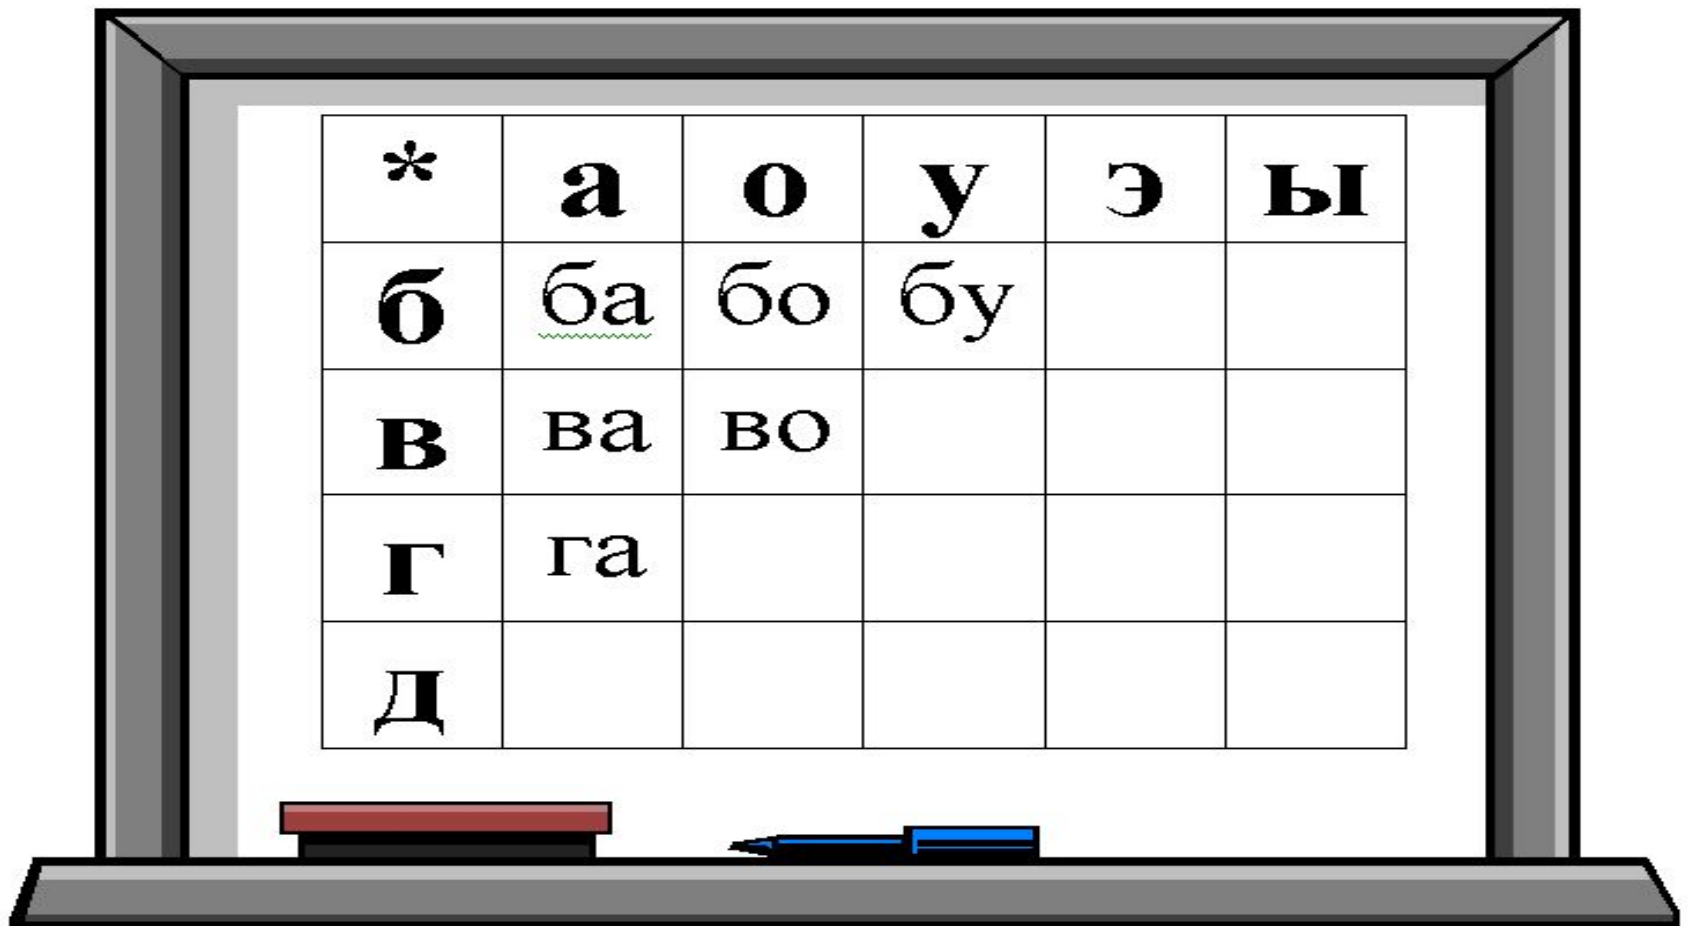 * а о у э ы
б ба бо бу
в ва во
г га
д